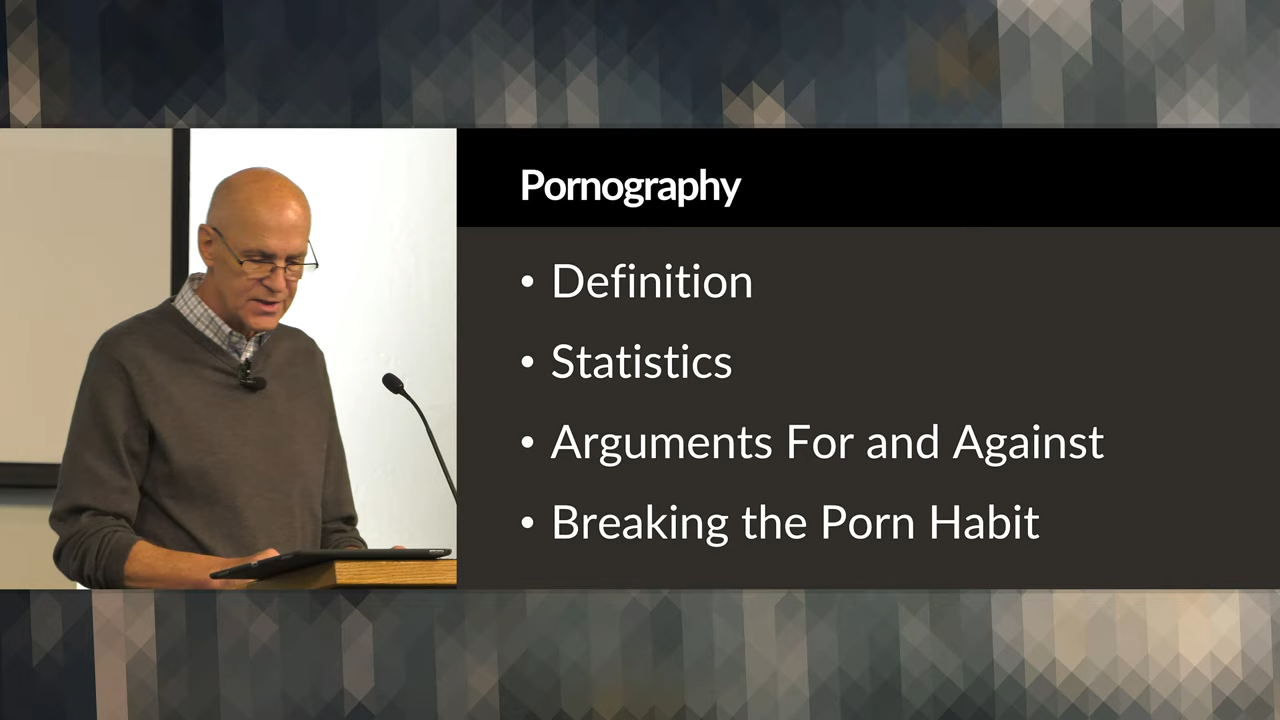 Pornography
• Definition
• Statistics
• Arguments For and Against
• Breaking the Porn Habit